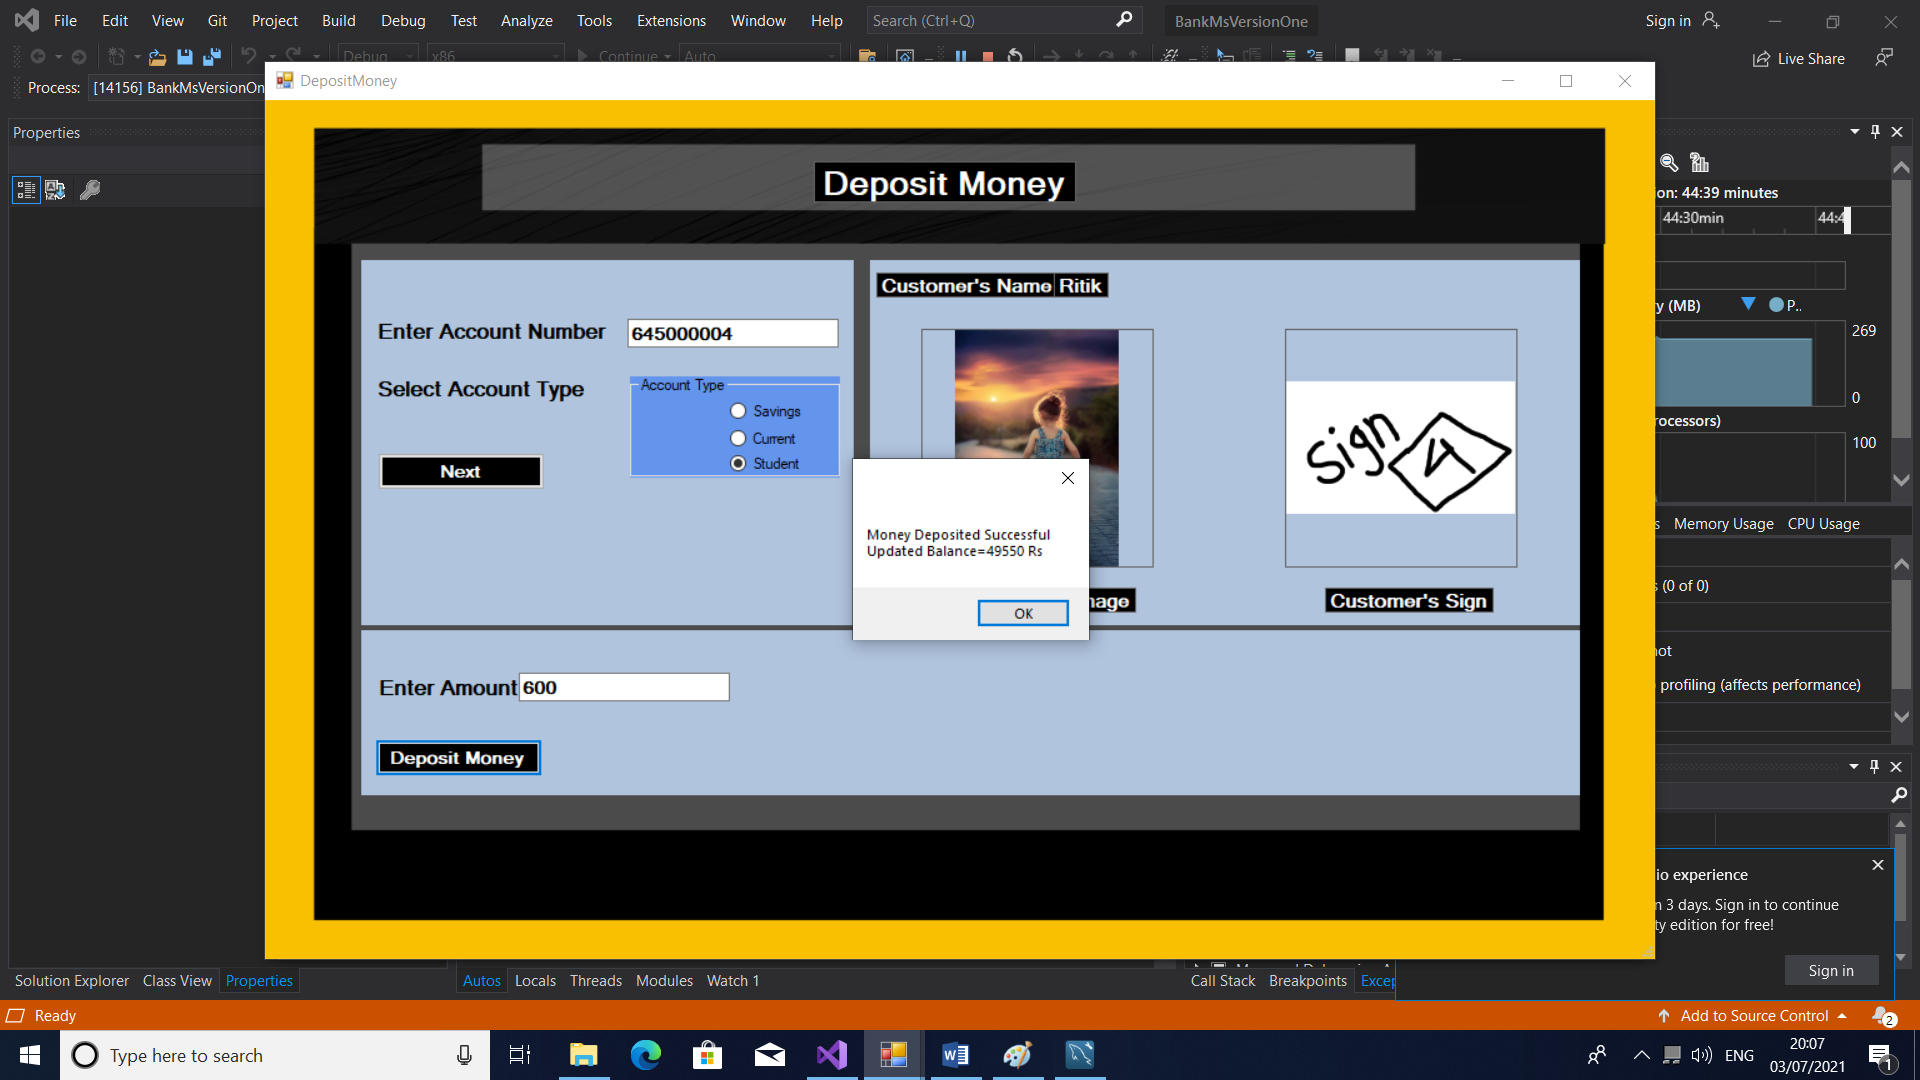 File Edit View Git Project Build Debug Test Analyze Tools Extensions Window Help Search (Ctrl+Q) BankMsVersionOne Sign in
Debug x86 Continue Auto Live Share
Process: [14156] BankMsVersionOn
DepositMoney
Properties
Deposit Money
ion: 44:39 minutes
44:30min 44:4
Customer's Name Ritik
y (MB) P..
Enter Account Number 645000004
269
0
Select Account Type
Account Type
Savings
Current
Student
rocessors)
100
Next
Sign 4
Money Deposited Successful
Updated Balance=49550 Rs
OK
s Memory Usage CPU Usage
s (0 of 0)
nage
Customer's Sign
not
profiling (affects performance)
Enter Amount 600
Deposit Money
io experience
n 3 days. Sign in to continue
ty edition for free!
Sign in
Solution Explorer Class View Properties Autos Locals Threads Modules Watch 1 Call Stack Breakpoints Excep
Ready Add to Source Control 2
Type here to search ENG 20:07
03/07/2021 1